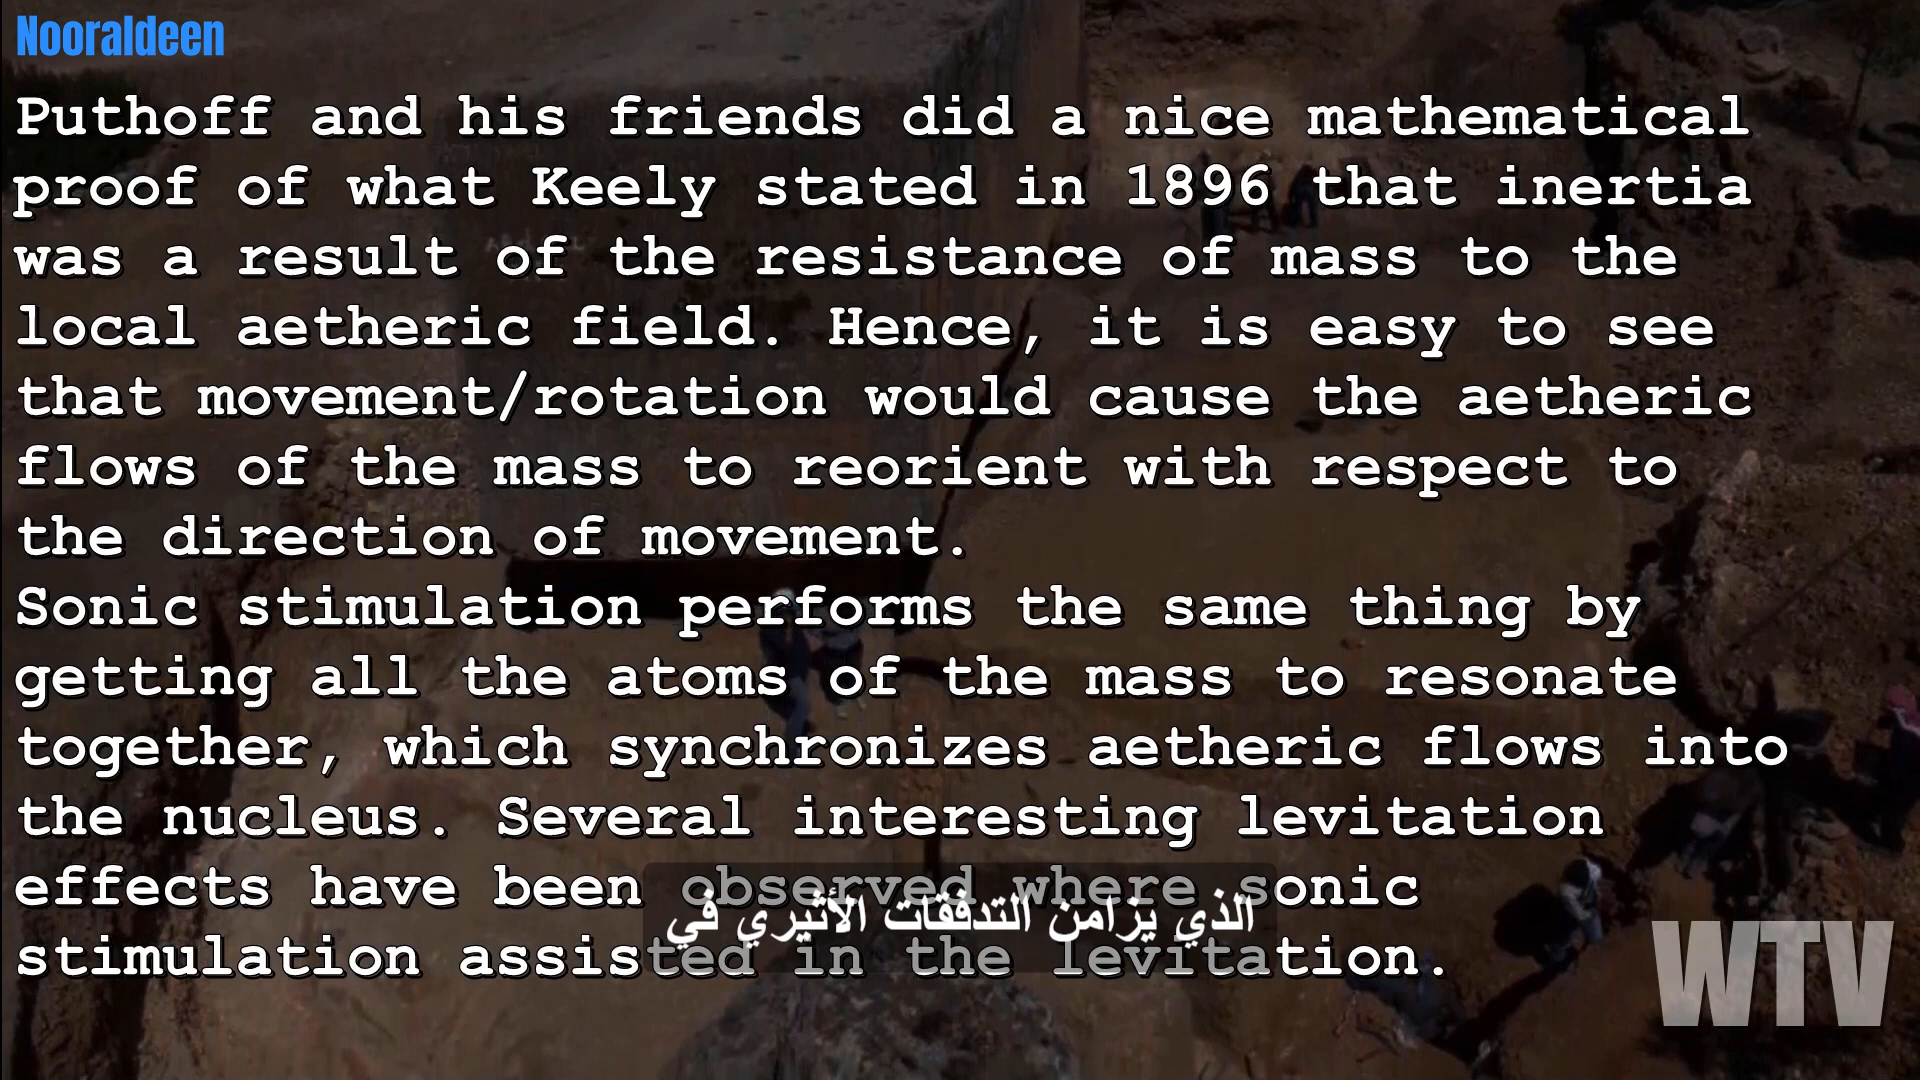 Nooraldeen
Puthoff and his friends did a nice mathematical
proof of what Keely stated in 1896 that inertia
was a result of the resistance of mass to the
local aetheric field. Hence, it is easy to see
that movement/rotation would cause the aetheric
flows of the mass to reorient with respect to
the direction of movement.
Sonic stimulation performs the same thing by
getting all the atoms of the mass to resonate
together, which synchronizes aetheric flows into
the nucleus. Several interesting levitation
effects have been observed where sonic
الذي يزامن التدفقات الأثيري في
stimulation assisted in the levitation.
WTV